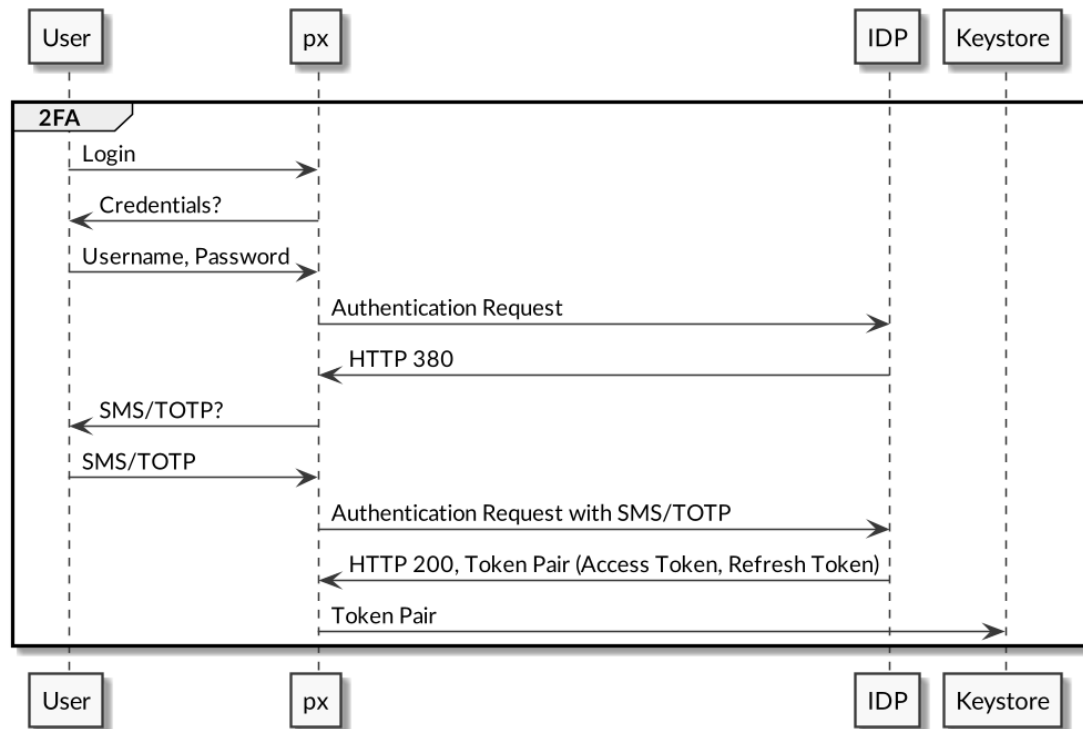 User px IDP Keystore
2FA
Login
Credentials?
Username, Password
Authentication Request
HTTP 380
SMS/TOTP?
SMS/TOTP
Authentication Request with SMS/TOTP
HTTP 200, Token Pair (Access Token, Refresh Token)
Token Pair
User px IDP Keystore